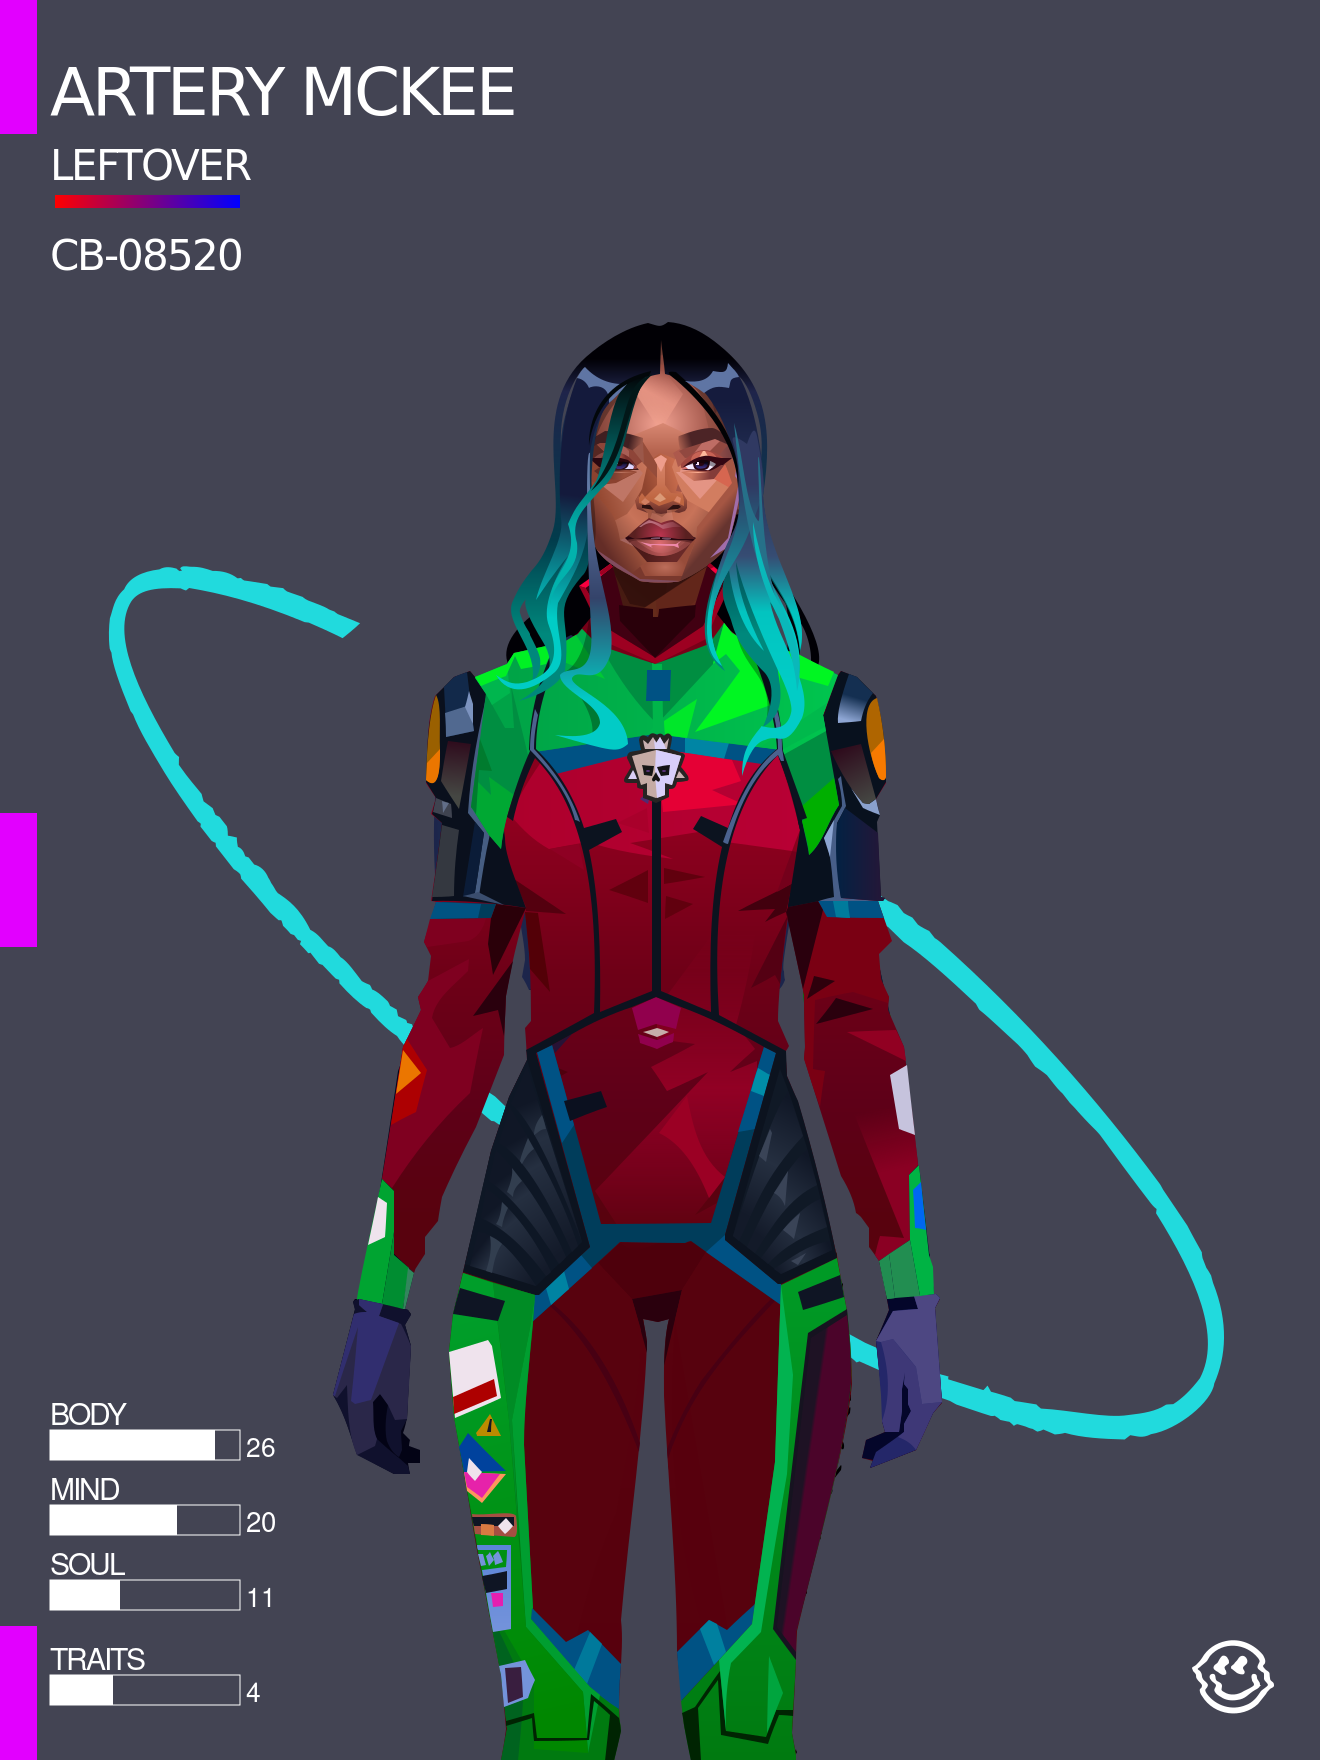 ARTERY MCKEE
LEFTOVER
CB-08520
BODY
26
MIND
20
SOUL
11
TRAITS
4